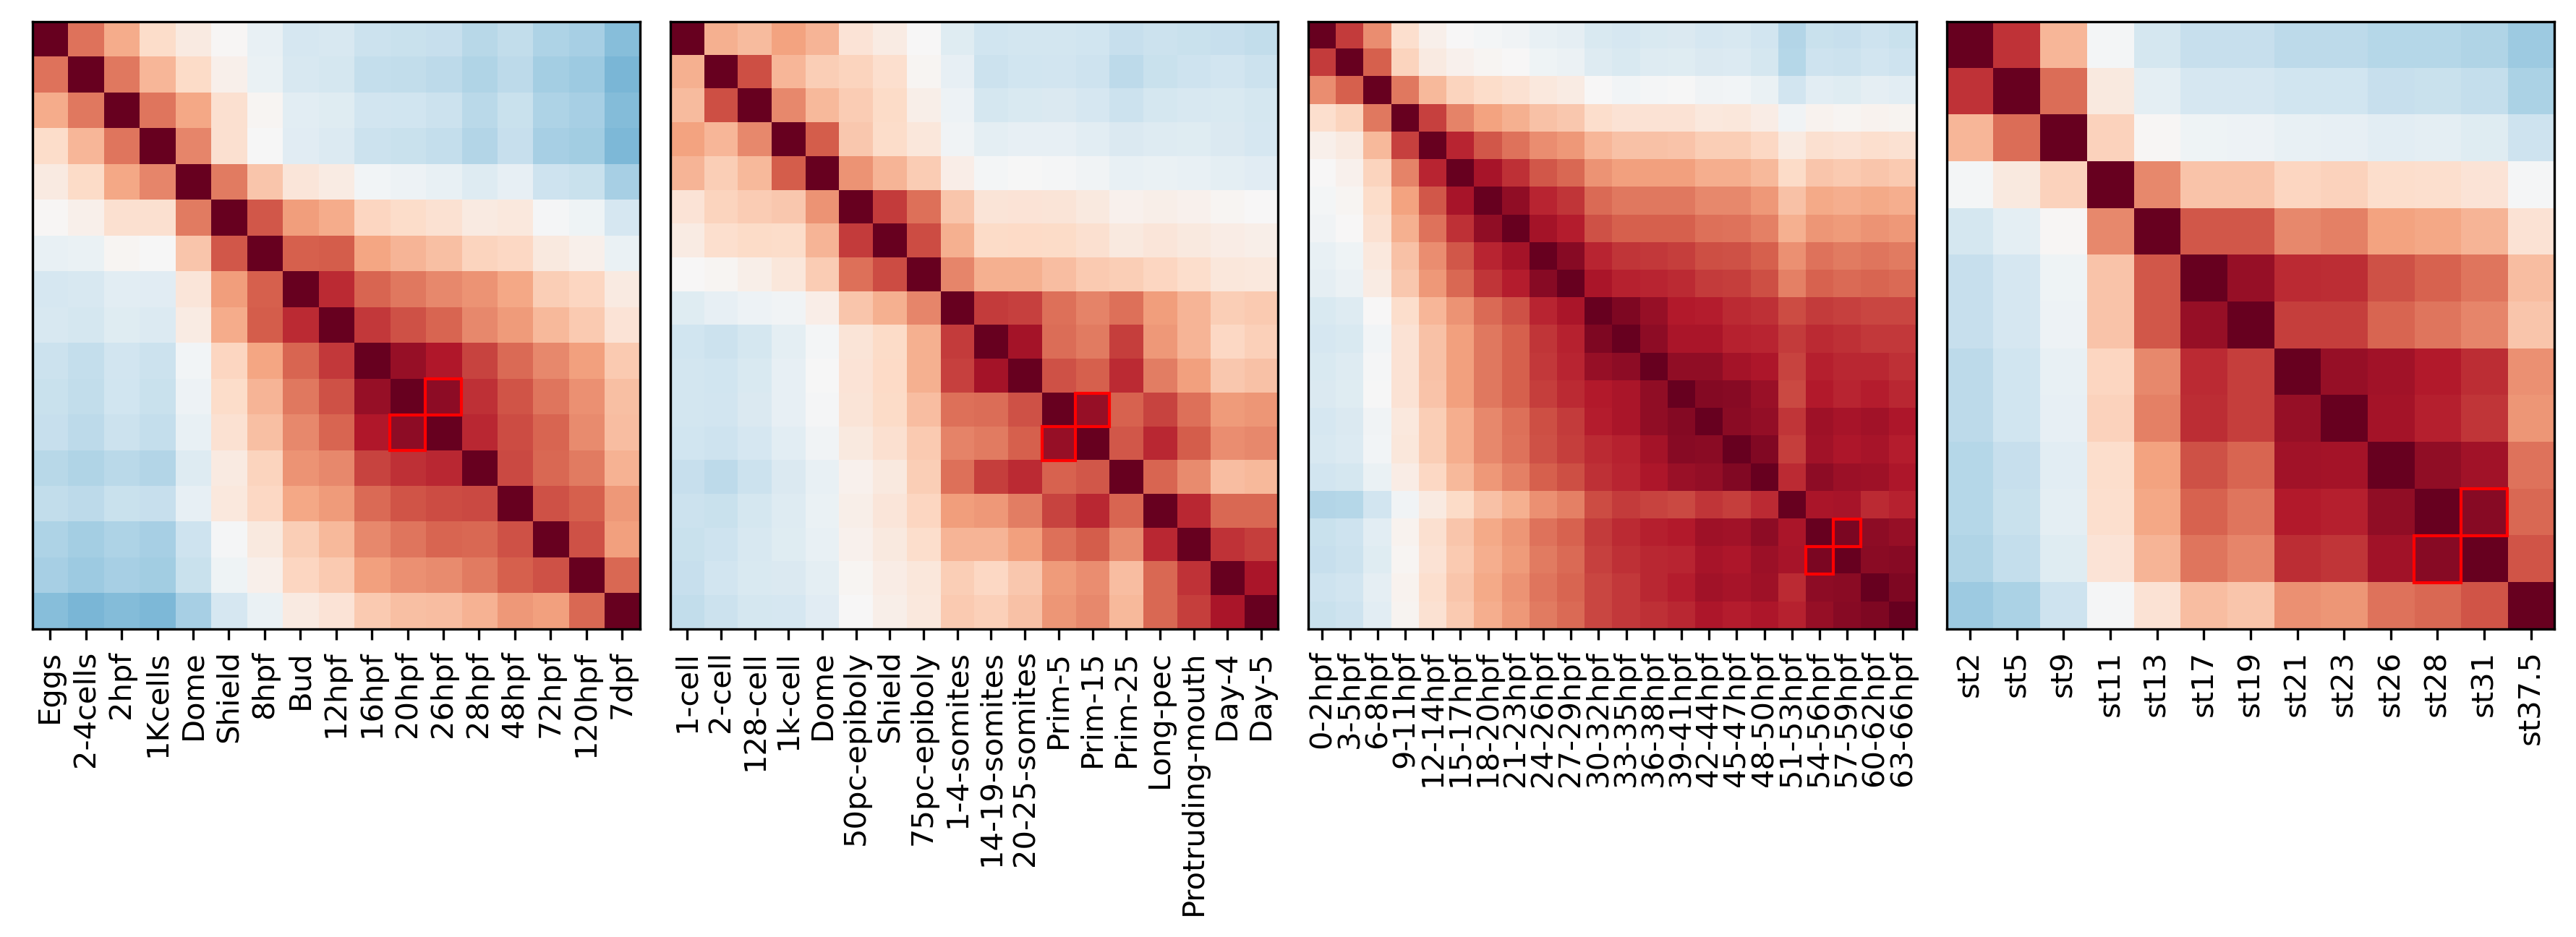 Eggs
2-4cells
2hpf
1Kcells
Dome
Shield
8hpf
Bud
12hpf
16hpf
20hpf
26hpf
28hpf
48hpf
72hpf
120hpf
7dpf
1-cell
2-cell
128-cell
1k-cell
Dome
50pc-epiboly
Shield
75pc-epiboly
1-4-somites
14-19-somites
20-25-somites
Prim-5
Prim-15
Prim-25
Long-pec
Protruding-mouth
Day-4
Day-5
0-2hpf
3-5hpf
6-8hpf
9-11hpf
12-14hpf
15-17hpf
18-20hpf
21-23hpf
24-26hpf
27-29hpf
30-32hpf
33-35hpf
36-38hpf
39-41hpf
42-44hpf
45-47hpf
48-50hpf
51-53hpf
54-56hpf
57-59hpf
60-62hpf
63-66hpf
st2
st5
st9
st11
st13
st17
st19
st21
st23
st26
st28
st31
st37.5